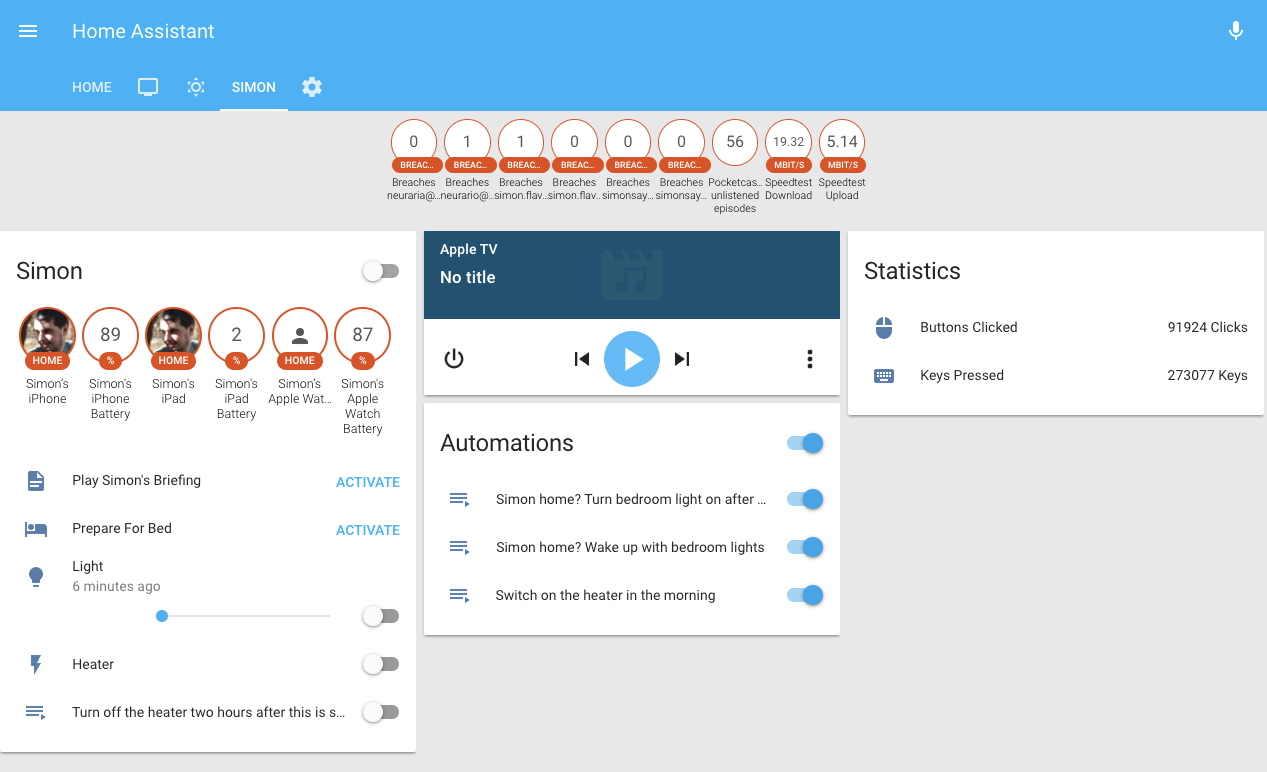 Home Assistant
HOME
SIMON
0
1
1
0
0
0
56
19.32
5.14
BREAC...
BREAC...
BREAC...
BREAC...
BREAC...
BREAC...
MBIT/S
MBIT/S
Breaches
neuraria@...
Breaches
neurario@...
Breaches
simon.flav...
Breaches
simon.flav...
Breaches
simonsay...
Breaches
simonsay...
Pocketcas...
unlistened
episodes
Speedtest
Download
Speedtest
Upload
Simon
89
2
87
HOME
%
HOME
%
HOME
%
Simon's
iPhone
Simon's
iPhone
Battery
Simon's
iPad
Simon's
iPad
Battery
Simon's
Apple Wat...
Simon's
Apple
Watch
Battery
Play Simon's Briefing
ACTIVATE
Prepare For Bed
ACTIVATE
Light
6 minutes ago
Heater
Turn off the heater two hours after this is s...
Apple TV
No title
Automations
Simon home? Turn bedroom light on after ...
Simon home? Wake up with bedroom lights
Switch on the heater in the morning
Statistics
Buttons Clicked 91924 Clicks
Keys Pressed 273077 Keys